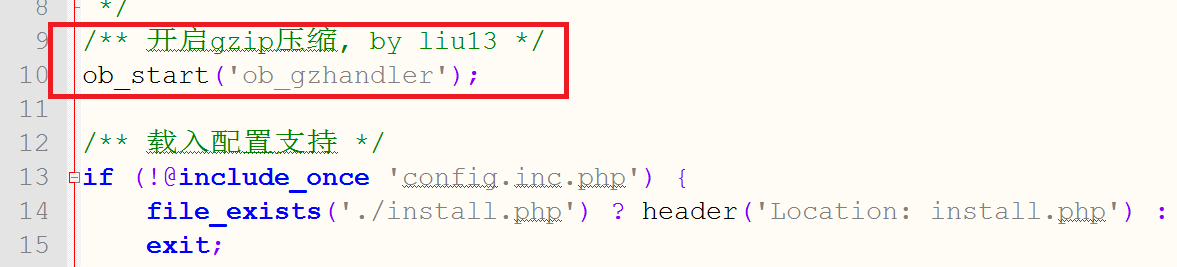 8 */
9 /** 开启gzip压缩, by liu13 */
10 ob_start('ob_gzhandler');
11
12 /** 载入配置支持 */
13 if (!@include_once 'config.inc.php') {
14 file_exists('./install.php') ? header('Location: install.php') :
15 exit;